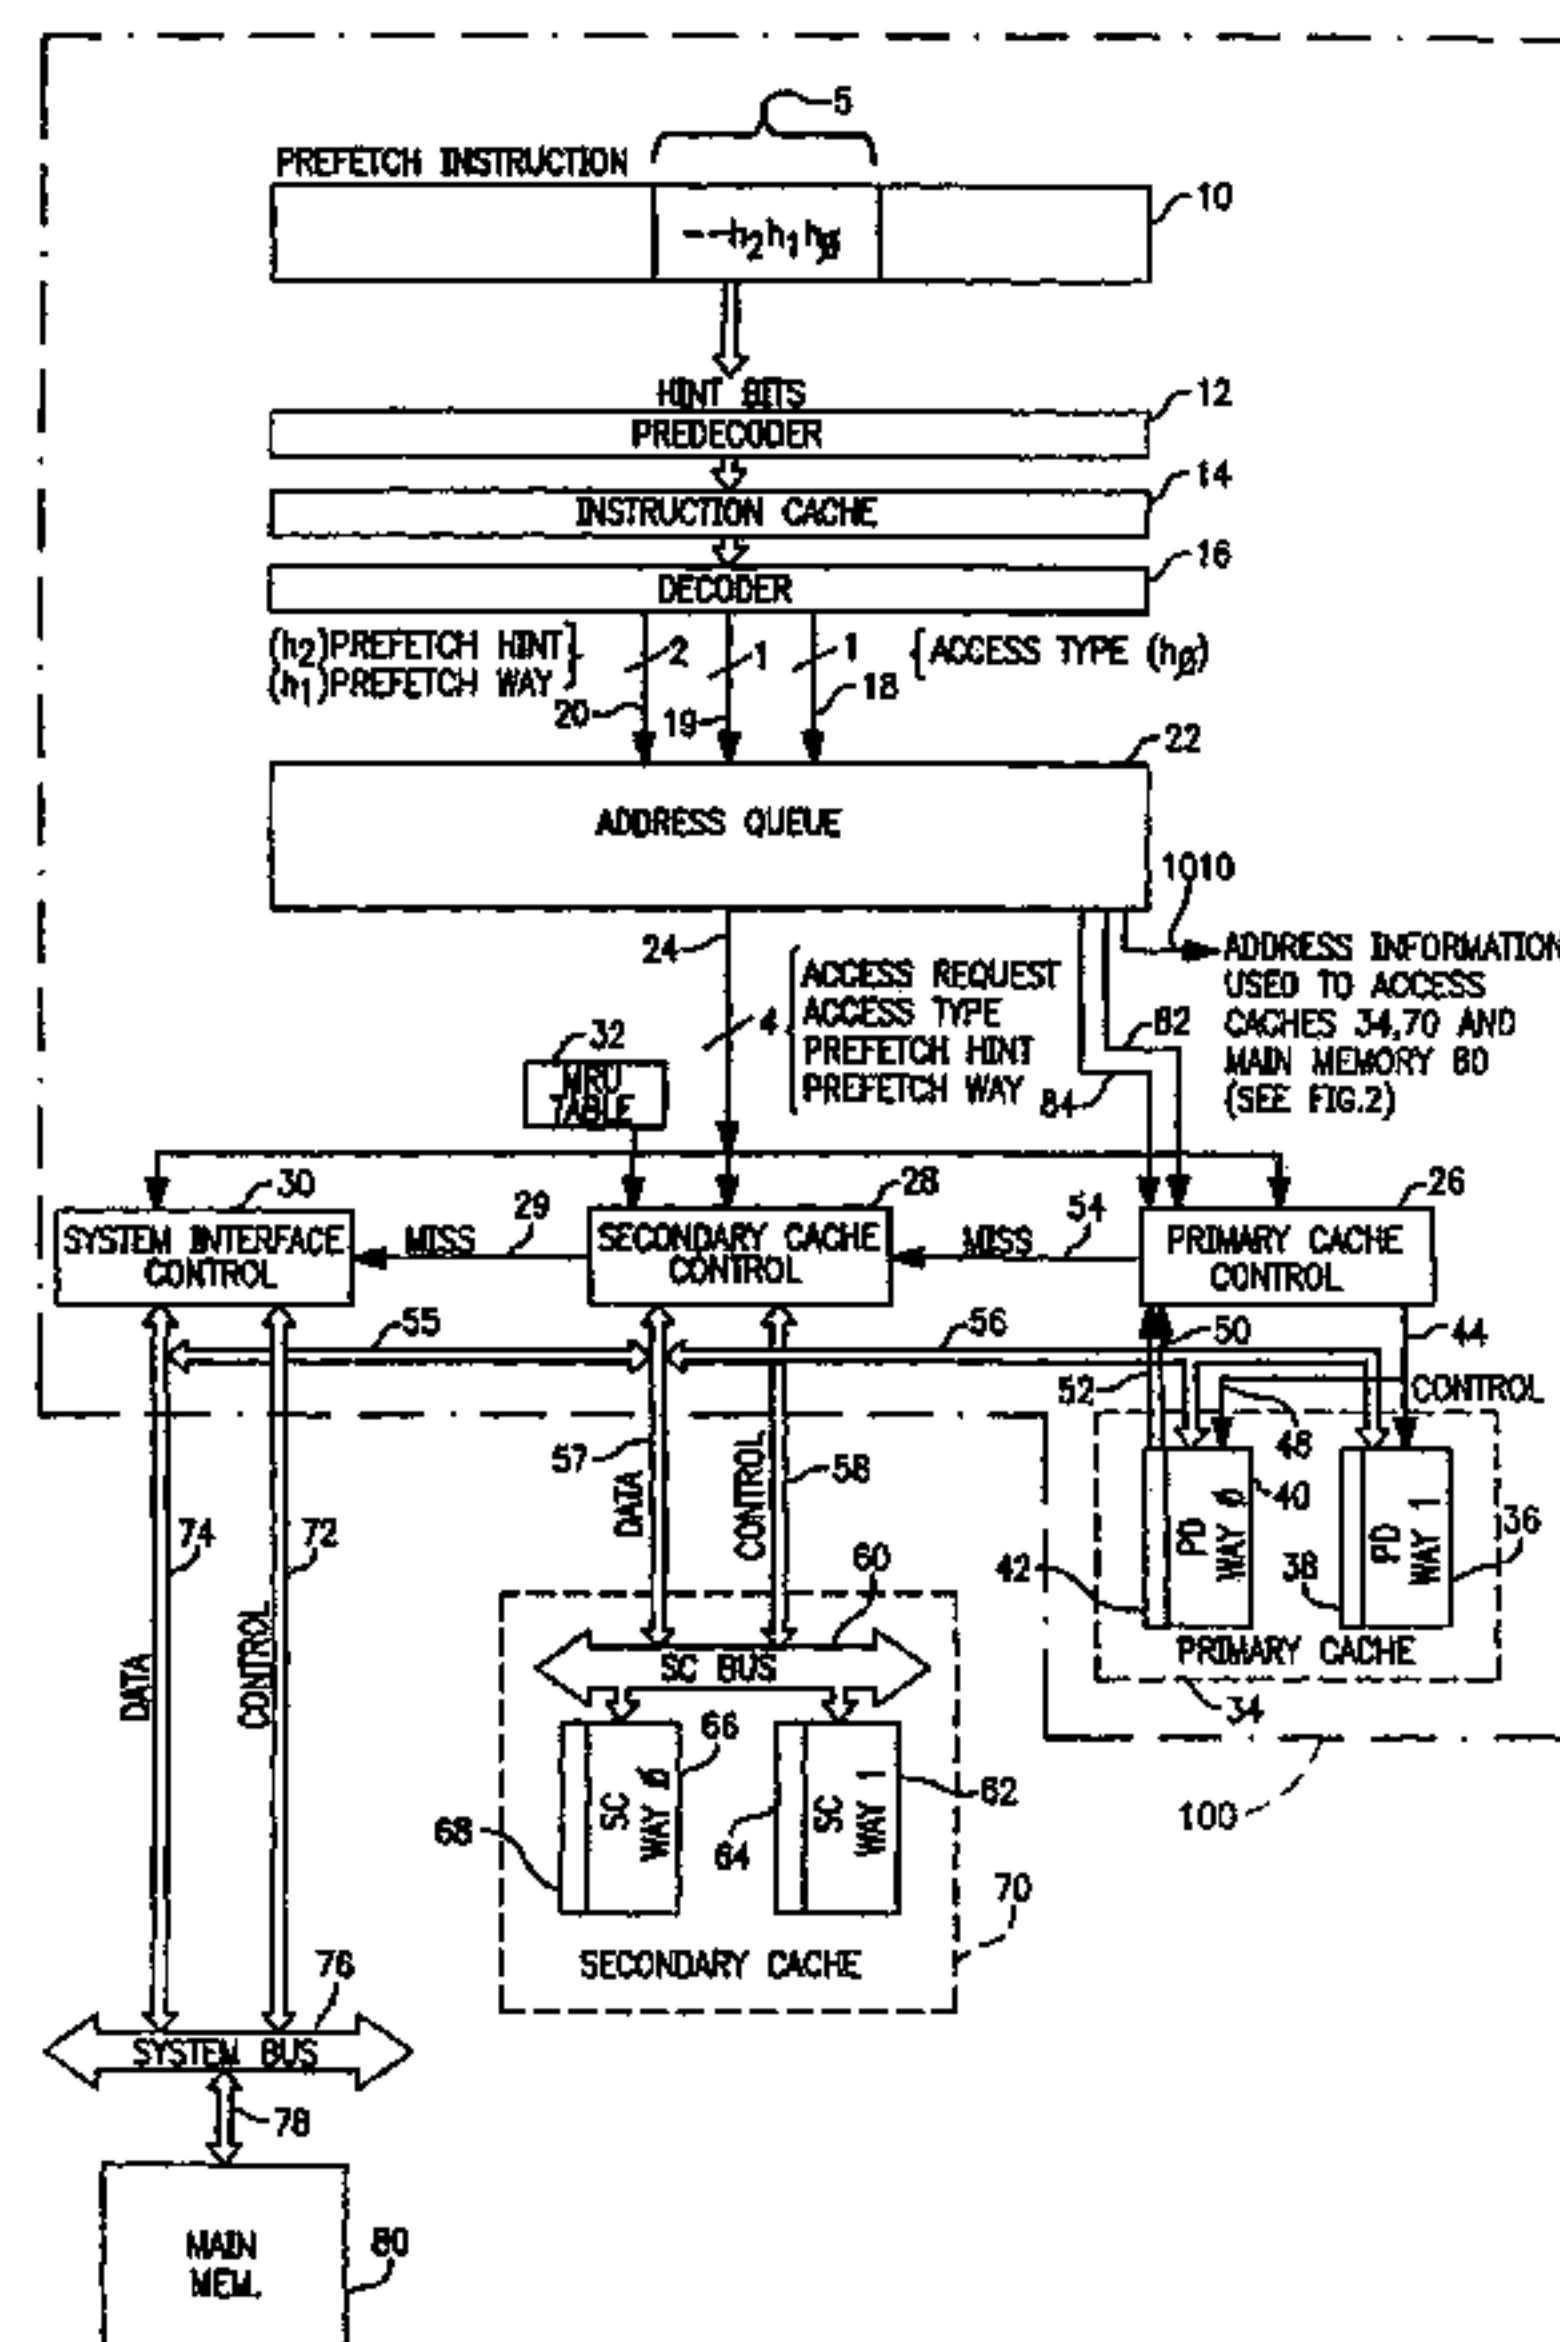 5
PREFETCH INSTRUCTION
10
---h2h1hø
HINT BITS
12
PREDECODER
14
INSTRUCTION CACHE
16
DECODER
(h2)PREFETCH HINT
(h1)PREFETCH WAY
2
1
1
ACCESS TYPE (hø)
20
19
18
22
ADDRESS QUEUE
1010
24
ADDRESS INFORMATION
USED TO ACCESS
CACHES 34,70 AND
MAIN MEMORY 80
(SEE FIG.2)
4
ACCESS REQUEST
ACCESS TYPE
PREFETCH HINT
PREFETCH WAY
82
84
32
MRU
TABLE
30
SYSTEM INTERFACE
CONTROL
MISS
29
28
SECONDARY CACHE
CONTROL
MISS
54
26
PRIMARY CACHE
CONTROL
55
56
50
44
52
CONTROL
48
57
DATA
CONTROL
58
74
72
DATA
CONTROL
42
PD
WAY ø
40
38
PD
WAY 1
36
PRIMARY CACHE
34
100
60
SC BUS
66
SC
WAY ø
68
64
SC
WAY 1
62
70
SECONDARY CACHE
76
SYSTEM BUS
78
MAIN
MEM.
80